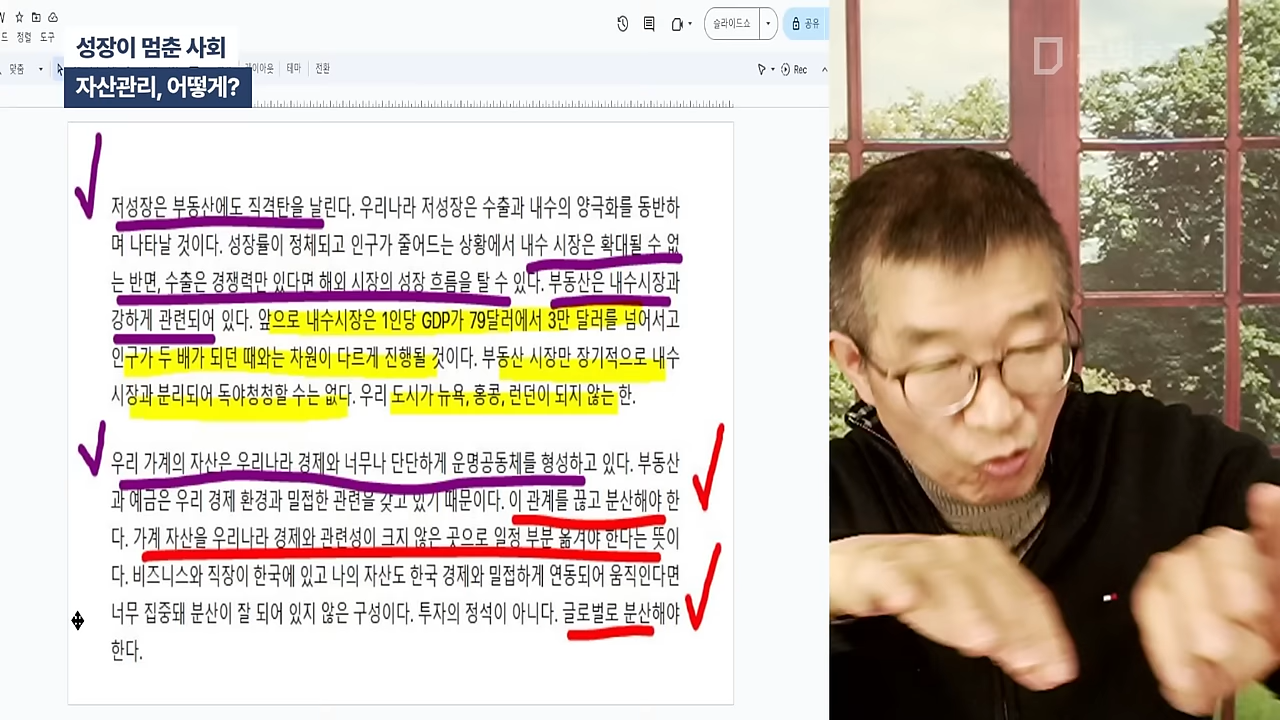 성장이 멈춘 사회
자산관리, 어떻게?
정렬 도구
슬라이드쇼
공유
맞춤
테마
전환
Rec
저성장은 부동산에도 직격탄을 날린다. 우리나라 저성장은 수출과 내수의 양극화를 동반하
며 나타날 것이다. 성장률이 정체되고 인구가 줄어드는 상황에서 내수 시장은 확대될 수 없
는 반면, 수출은 경쟁력만 있다면 해외 시장의 성장 흐름을 탈 수 있다. 부동산은 내수시장과
강하게 관련되어 있다. 앞으로 내수시장은 1인당 GDP가 79달러에서 3만 달러를 넘어서고
인구가 두 배가 되던 때와는 차원이 다르게 진행될 것이다. 부동산 시장만 장기적으로 내수
시장과 분리되어 독야청청할 수는 없다. 우리 도시가 뉴욕, 홍콩, 런던이 되지 않는 한.
우리 가계의 자산은 우리나라 경제와 너무나 단단하게 운명공동체를 형성하고 있다. 부동산
과 예금은 우리 경제 환경과 밀접한 관련을 갖고 있기 때문이다. 이 관계를 끊고 분산해야 한
다. 가계 자산을 우리나라 경제와 관련성이 크지 않은 곳으로 일정 부분 옮겨야 한다는 뜻이
다. 비즈니스와 직장이 한국에 있고 나의 자산도 한국 경제와 밀접하게 연동되어 움직인다면
너무 집중돼 분산이 잘 되어 있지 않은 구성이다. 투자의 정석이 아니다. 글로벌로 분산해야
한다.